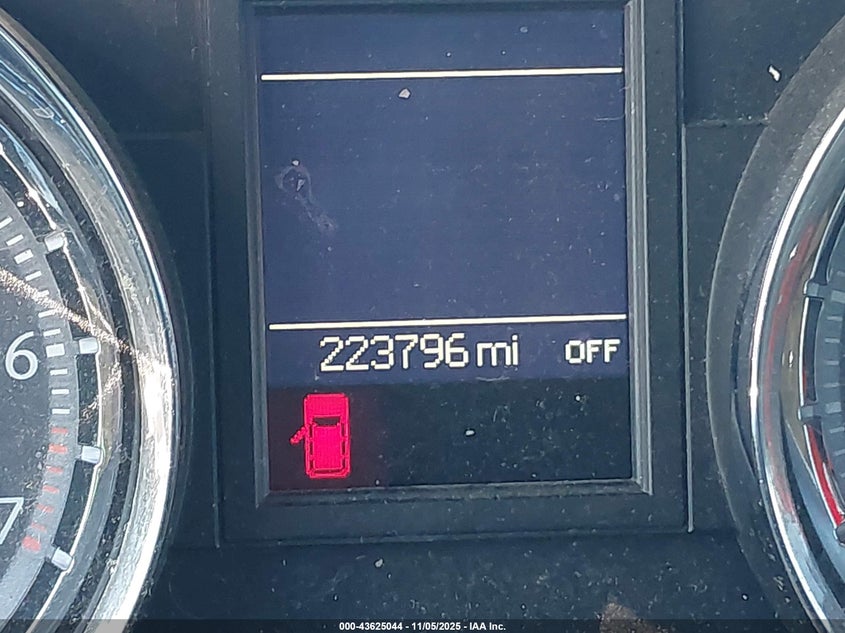 223796 mi OFF
6
7
000-43625044 - 11/05/2025 - IAA Inc.